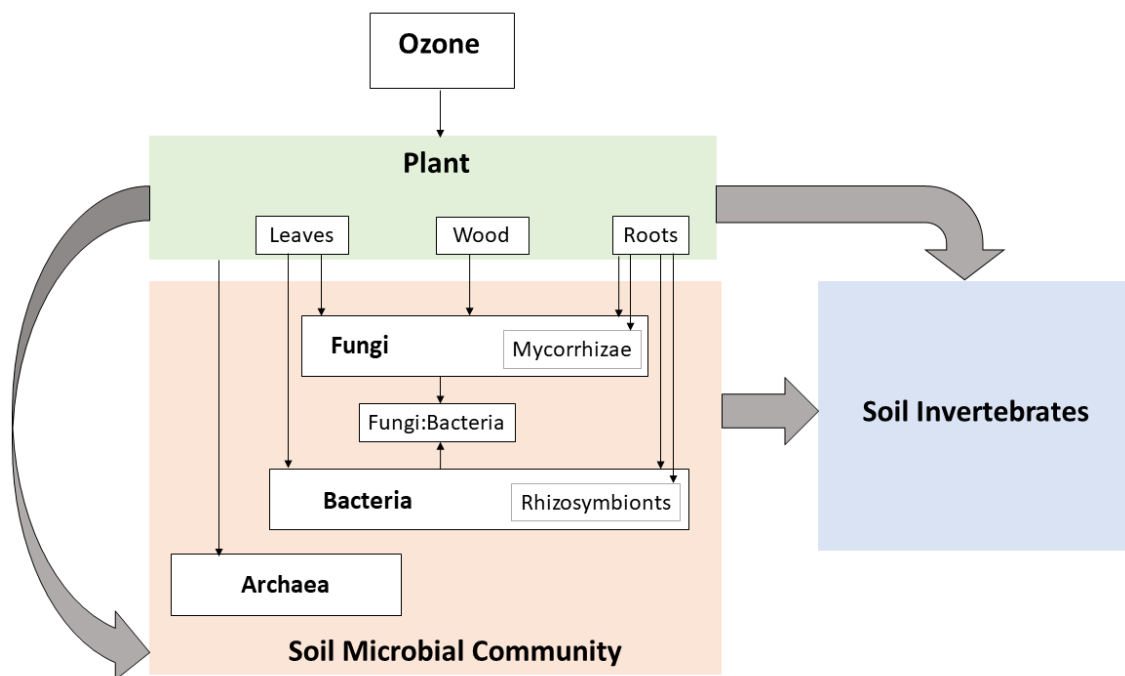 Ozone
Plant
Leaves
Wood
Roots
Fungi
Mycorrhizae
Fungi:Bacteria
Soil Invertebrates
Bacteria
Rhizosymbionts
Archaea
Soil Microbial Community